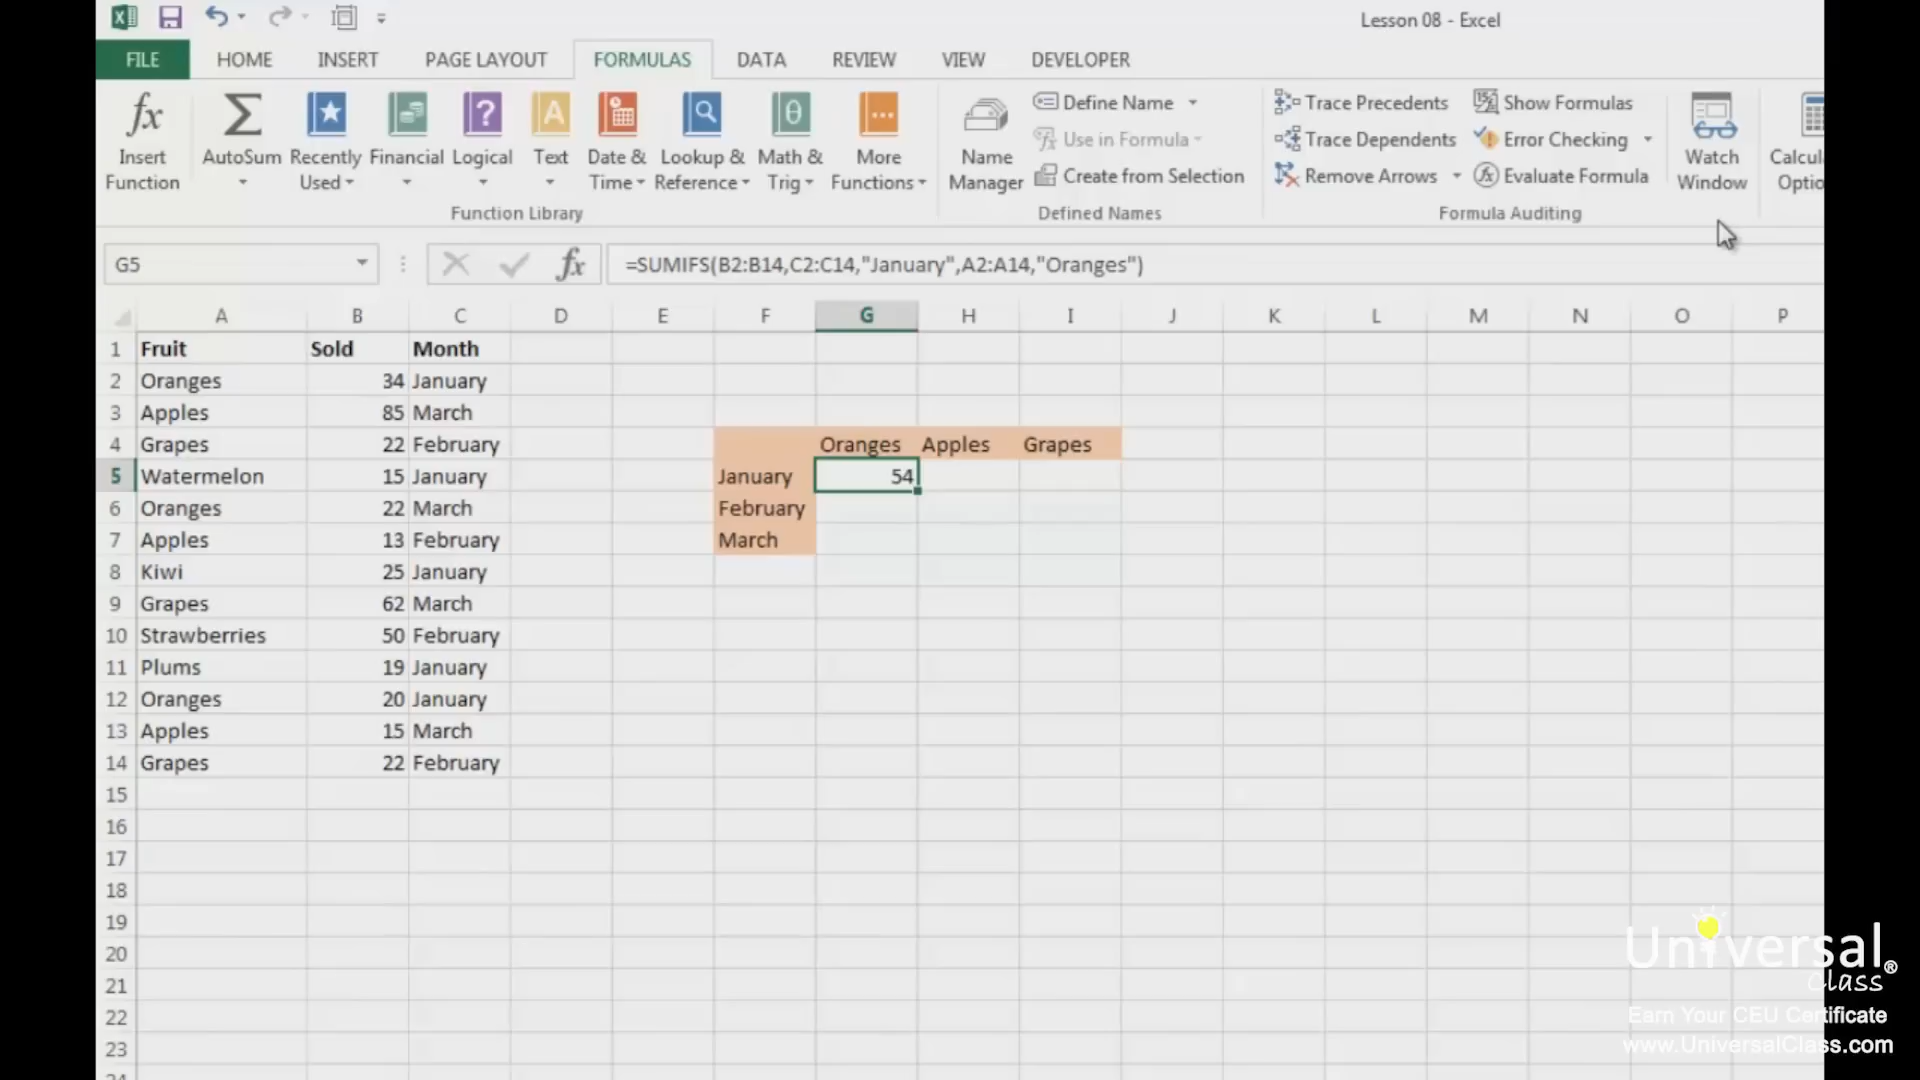 Lesson 08 - Excel
FILE HOME INSERT PAGE LAYOUT FORMULAS DATA REVIEW VIEW DEVELOPER
fx Insert Function
Σ AutoSum
Recently Used
Financial
? Logical
A Text
Date & Time
Lookup & Reference
θ Math & Trig
More Functions
Function Library
Name Manager
Define Name
Use in Formula
Create from Selection
Defined Names
Trace Precedents
Trace Dependents
Remove Arrows
Show Formulas
Error Checking
Evaluate Formula
Formula Auditing
Watch Window
Calcul
Optio
G5 fx =SUMIFS(B2:B14,C2:C14,"January",A2:A14,"Oranges")
A B C D E F G H I J K L M N O P
1 Fruit Sold Month
2 Oranges 34 January
3 Apples 85 March
4 Grapes 22 February Oranges Apples Grapes
5 Watermelon 15 January January 54
6 Oranges 22 March February
7 Apples 13 February March
8 Kiwi 25 January
9 Grapes 62 March
10 Strawberries 50 February
11 Plums 19 January
12 Oranges 20 January
13 Apples 15 March
14 Grapes 22 February
15
16
17
18
19
20
21
22
23
Universal
Class®
Earn Your CEU Certificate
www.UniversalClass.com